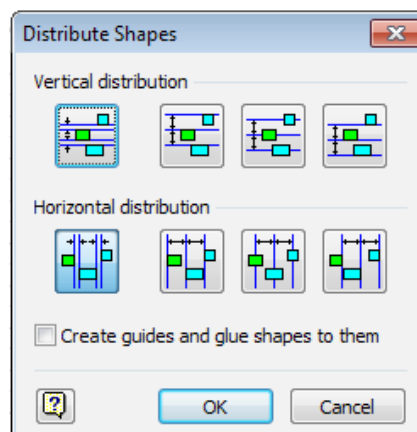 Distribute Shapes
Vertical distribution
Horizontal distribution
Create guides and glue shapes to them
?
OK
Cancel